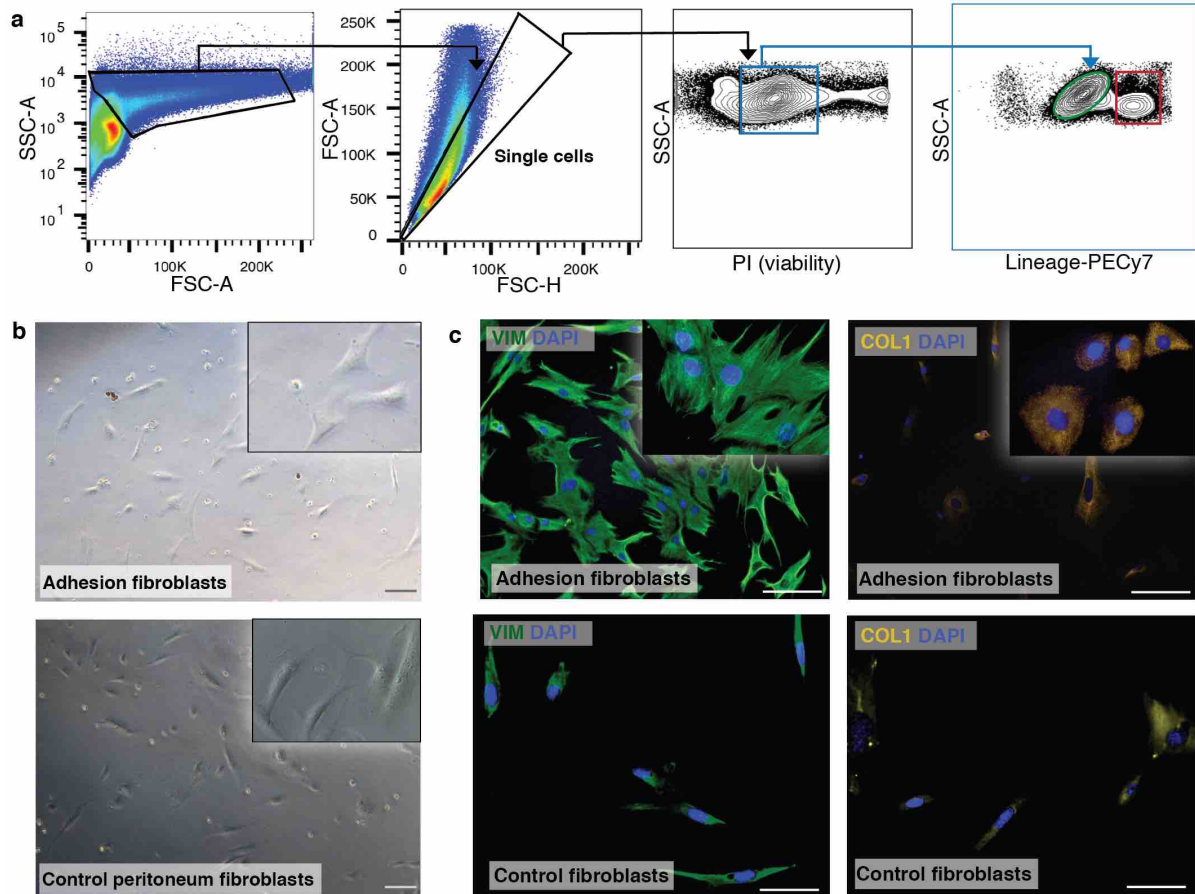 a
SSC-A
10^5
10^4
10^3
10^2
10^1
0
100K
200K
FSC-A
FSC-A
250K
200K
150K
100K
50K
0
0
100K
200K
FSC-H
Single cells
SSC-A
PI (viability)
SSC-A
Lineage-PECy7
b
Adhesion fibroblasts
Control peritoneum fibroblasts
c
VIM DAPI
Adhesion fibroblasts
COL1 DAPI
Adhesion fibroblasts
VIM DAPI
Control fibroblasts
COL1 DAPI
Control fibroblasts